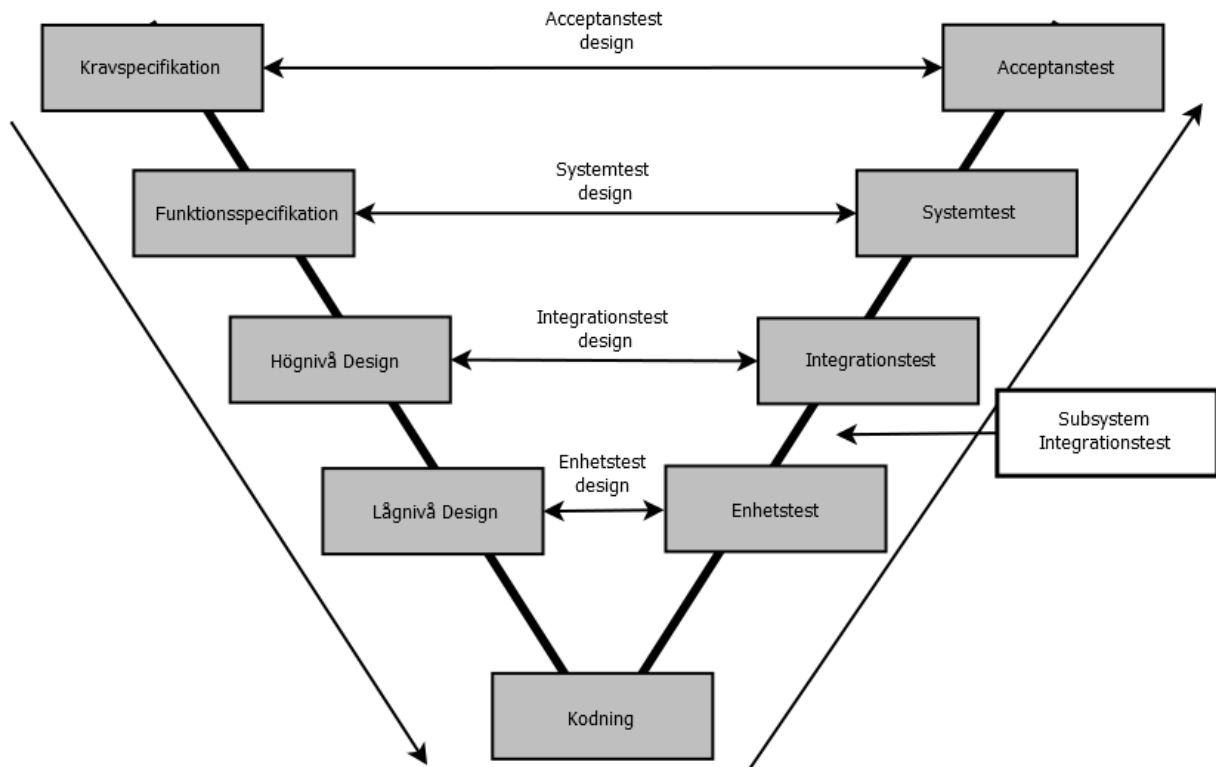 Acceptanstest
design
Kravspecifikation
Acceptanstest
Systemtest
design
Funktionsspecifikation
Systemtest
Integrationstest
design
Högnivå Design
Integrationstest
Subsystem
Integrationstest
Enhetstest
design
Lågnivå Design
Enhetstest
Kodning